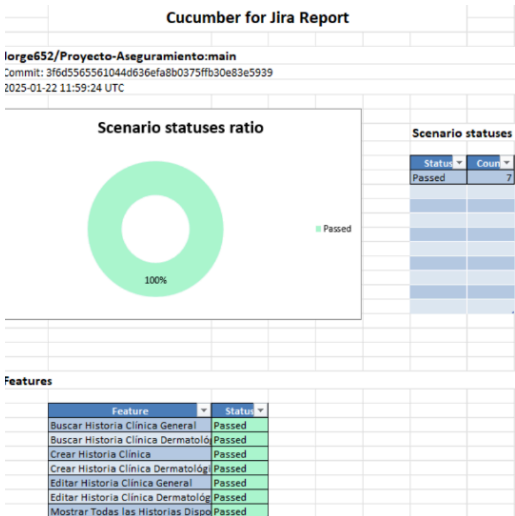 Cucumber for Jira Report
Jorge652/Proyecto-Aseguramiento:main
Commit: 3f6d5565561044d636efa8b0375ffb30e83e5939
2025-01-22 11:59:24 UTC
Scenario statuses ratio
Passed
100%
Scenario statuses
Status Coun
Passed 7
Features
Feature Status
Buscar Historia Clínica General Passed
Buscar Historia Clínica Dermatoló Passed
Crear Historia Clínica Passed
Crear Historia Clínica Dermatológi Passed
Editar Historia Clínica General Passed
Editar Historia Clínica Dermatológ Passed
Mostrar Todas las Historias Dispo Passed